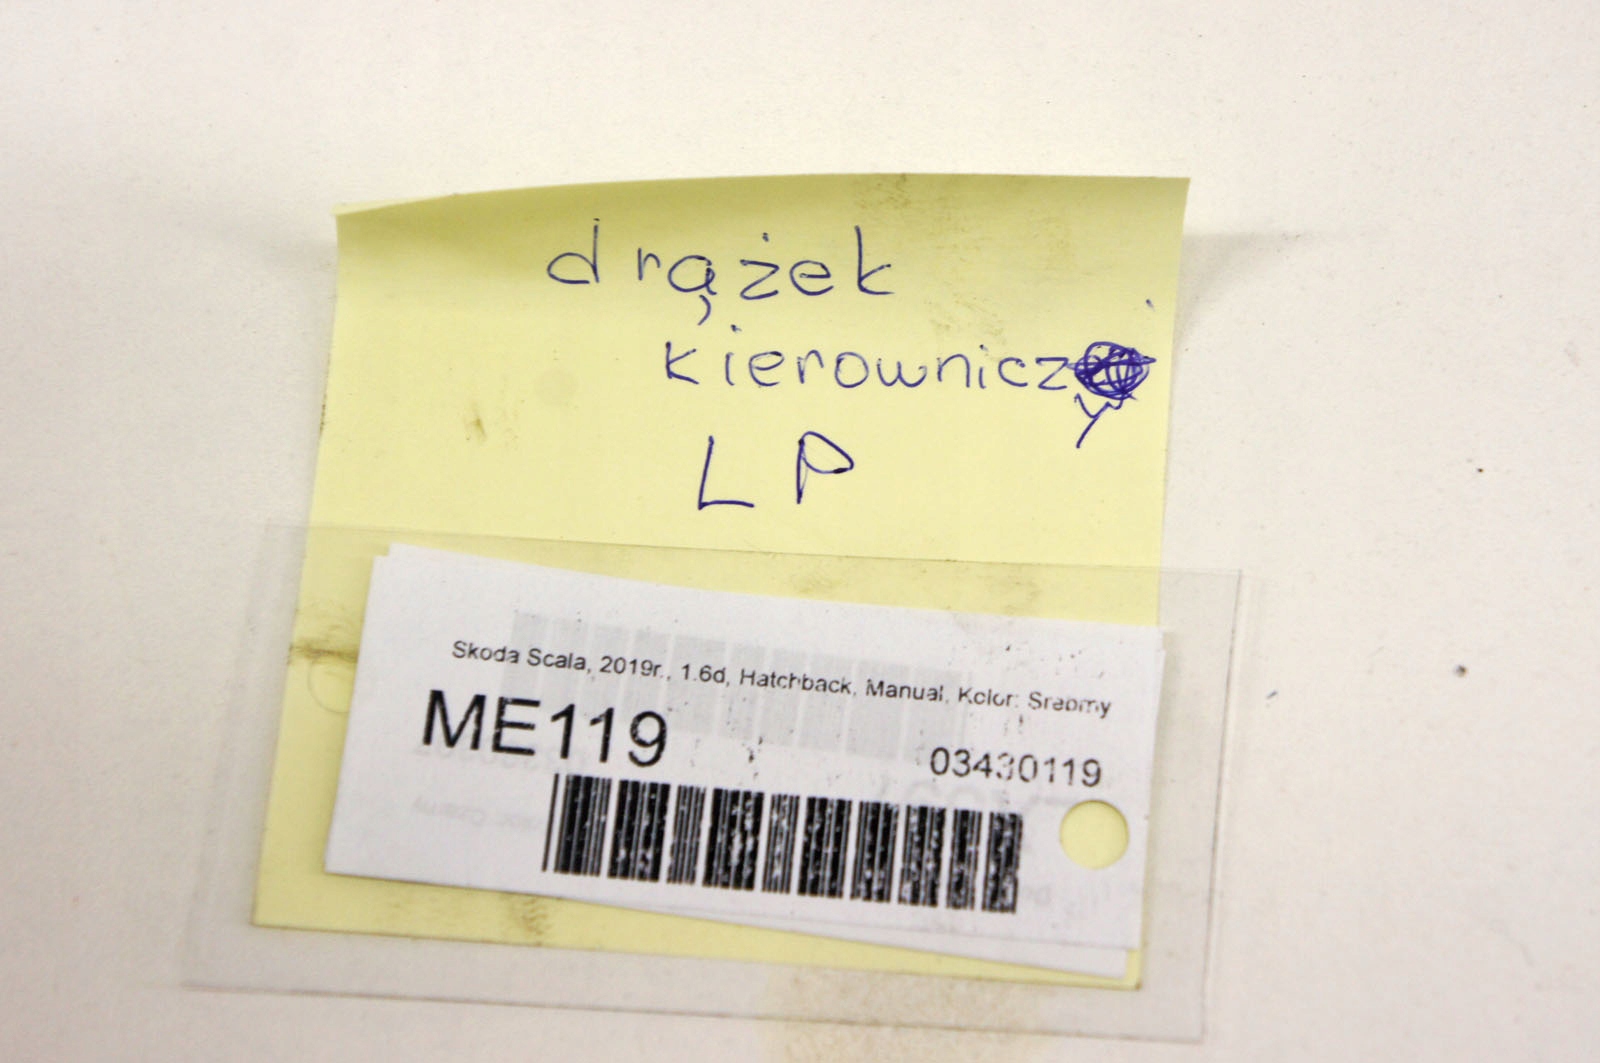 drążek
kierowniczy
LP
Skoda Scala, 2019r., 1.6d, Hatchback, Manual, Kolor: Srebrny
ME119
03430119